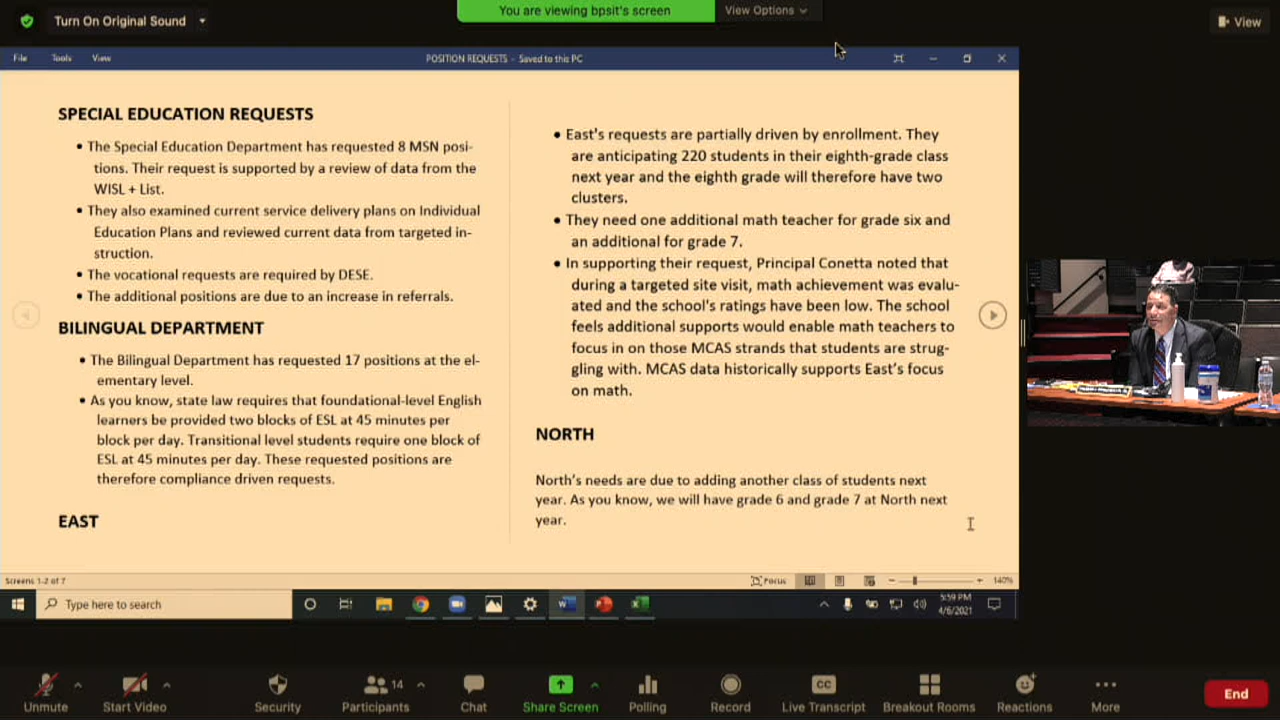 Turn On Original Sound
You are viewing bpsit's screen
View Options
View
File Tools View
POSITION REQUESTS - Saved to this PC
SPECIAL EDUCATION REQUESTS
• The Special Education Department has requested 8 MSN posi-
tions. Their request is supported by a review of data from the
WISL + List.
• They also examined current service delivery plans on Individual
Education Plans and reviewed current data from targeted in-
struction.
• The vocational requests are required by DESE.
• The additional positions are due to an increase in referrals.
BILINGUAL DEPARTMENT
• The Bilingual Department has requested 17 positions at the el-
ementary level.
• As you know, state law requires that foundational-level English
learners be provided two blocks of ESL at 45 minutes per
block per day. Transitional level students require one block of
ESL at 45 minutes per day. These requested positions are
therefore compliance driven requests.
EAST
• East's requests are partially driven by enrollment. They
are anticipating 220 students in their eighth-grade class
next year and the eighth grade will therefore have two
clusters.
• They need one additional math teacher for grade six and
an additional for grade 7.
• In supporting their request, Principal Conetta noted that
during a targeted site visit, math achievement was evalu-
ated and the school's ratings have been low. The school
feels additional supports would enable math teachers to
focus in on those MCAS strands that students are strug-
gling with. MCAS data historically supports East's focus
on math.
NORTH
North's needs are due to adding another class of students next
year. As you know, we will have grade 6 and grade 7 at North next
year.
Screens 1-2 of 7
Focus
140%
Type here to search
5:59 PM
4/6/2021
Unmute
Start Video
Security
Participants
14
Chat
Share Screen
Polling
Record
CC
Live Transcript
Breakout Rooms
Reactions
More
End